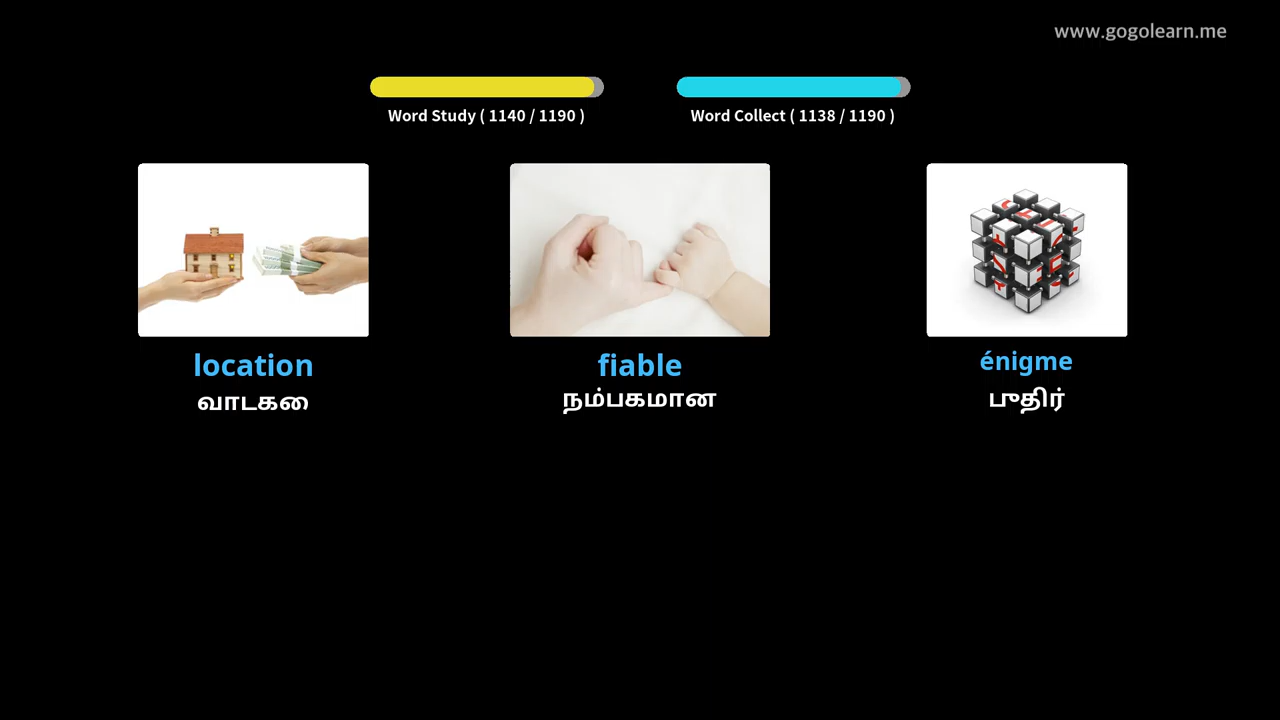 www.gogolearn.me
Word Study ( 1140 / 1190 )
Word Collect ( 1138 / 1190 )
location
வாடகை
fiable
நம்பகமான
énigme
புதிர்